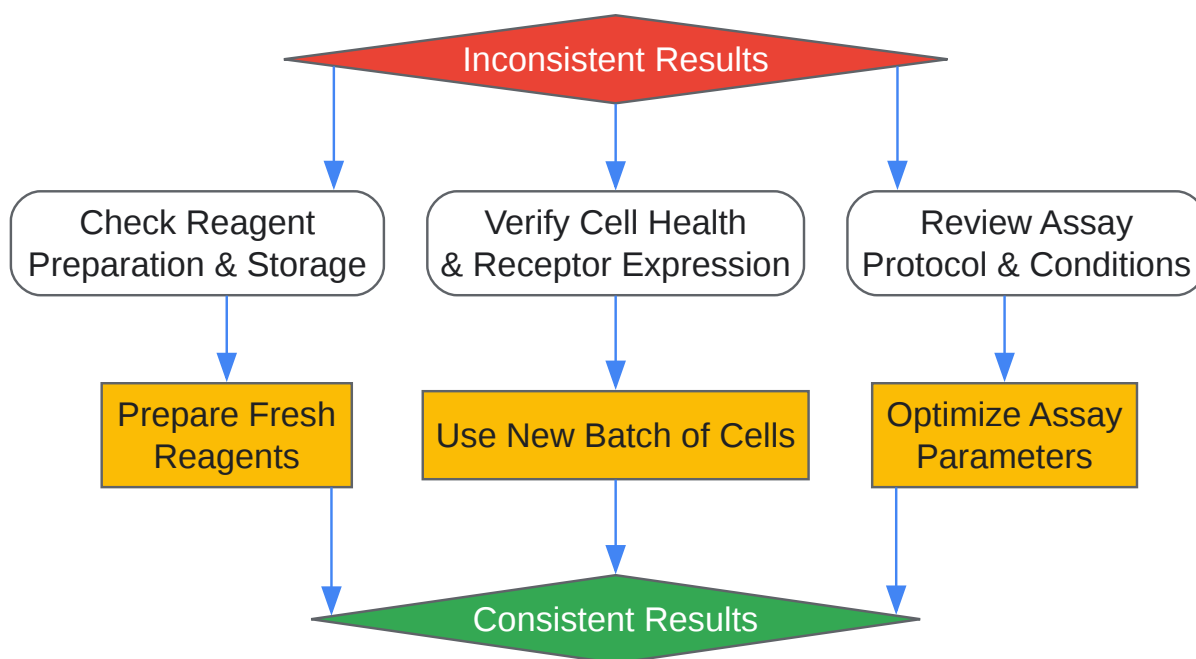 Inconsistent Results
Check Reagent
Preparation & Storage
Verify Cell Health
& Receptor Expression
Review Assay
Protocol & Conditions
Prepare Fresh
Reagents
Use New Batch of Cells
Optimize Assay
Parameters
Consistent Results